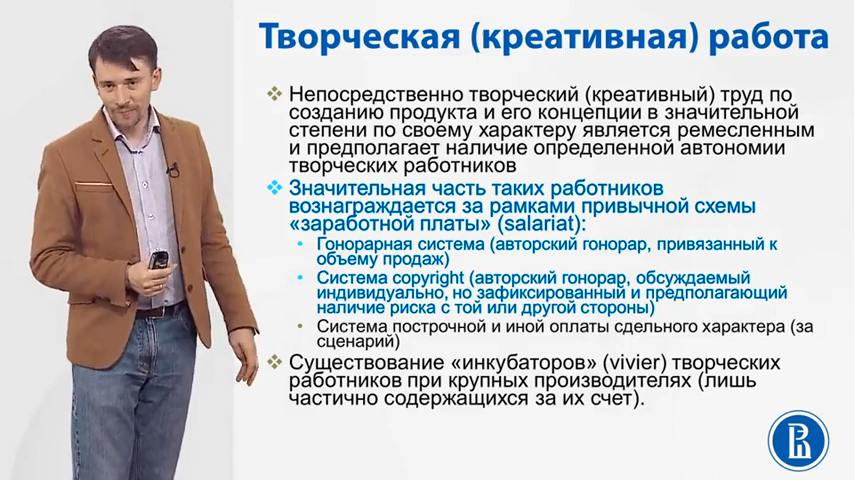 Творческая (креативная) работа
Непосредственно творческий (креативный) труд по
созданию продукта и его концепции в значительной
степени по своему характеру является ремесленным
и предполагает наличие определенной автономии
творческих работников
Значительная часть таких работников
вознаграждается за рамками привычной схемы
«заработной платы» (salariat):
Гонорарная система (авторский гонорар, привязанный к
объему продаж)
Система copyright (авторский гонорар, обсуждаемый
индивидуально, но зафиксированный и предполагающий
наличие риска с той или другой стороны)
Система построчной и иной оплаты сдельного характера (за
сценарий)
Существование «инкубаторов» (vivier) творческих
работников при крупных производителях (лишь
частично содержащихся за их счет).